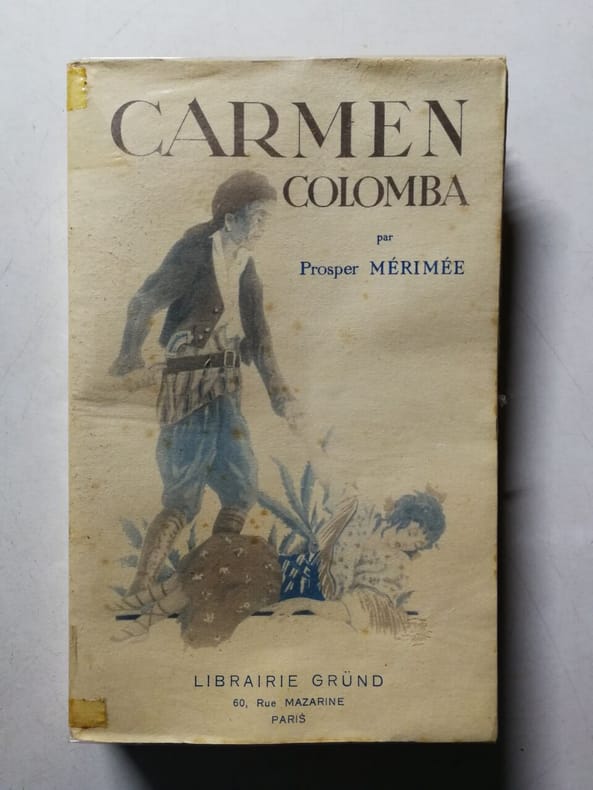 CARMEN
COLOMBA
par
Prosper MÉRIMÉE
LIBRAIRIE GRÜND
60, Rue MAZARINE
PARIS